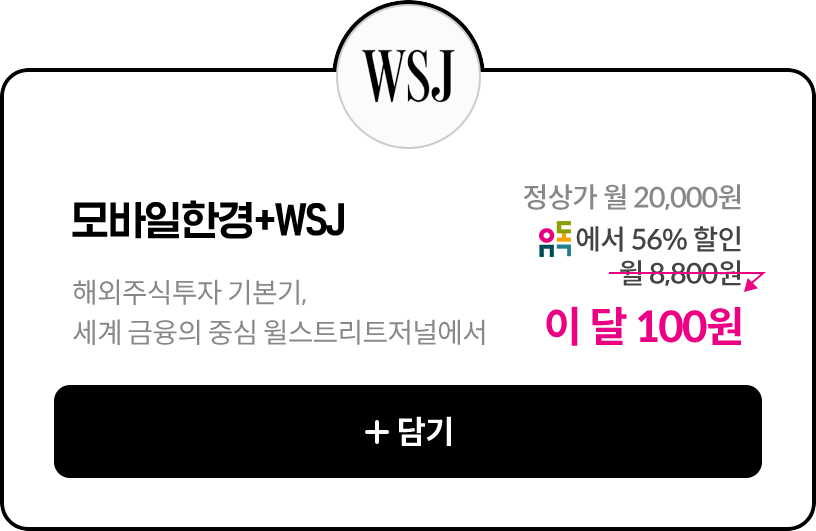 WSJ
모바일한경+WSJ
해외주식투자 기본기,
세계 금융의 중심 월스트리트저널에서
정상가 월 20,000원
유독에서 56% 할인
월 8,800원
이 달 100원
+ 담기